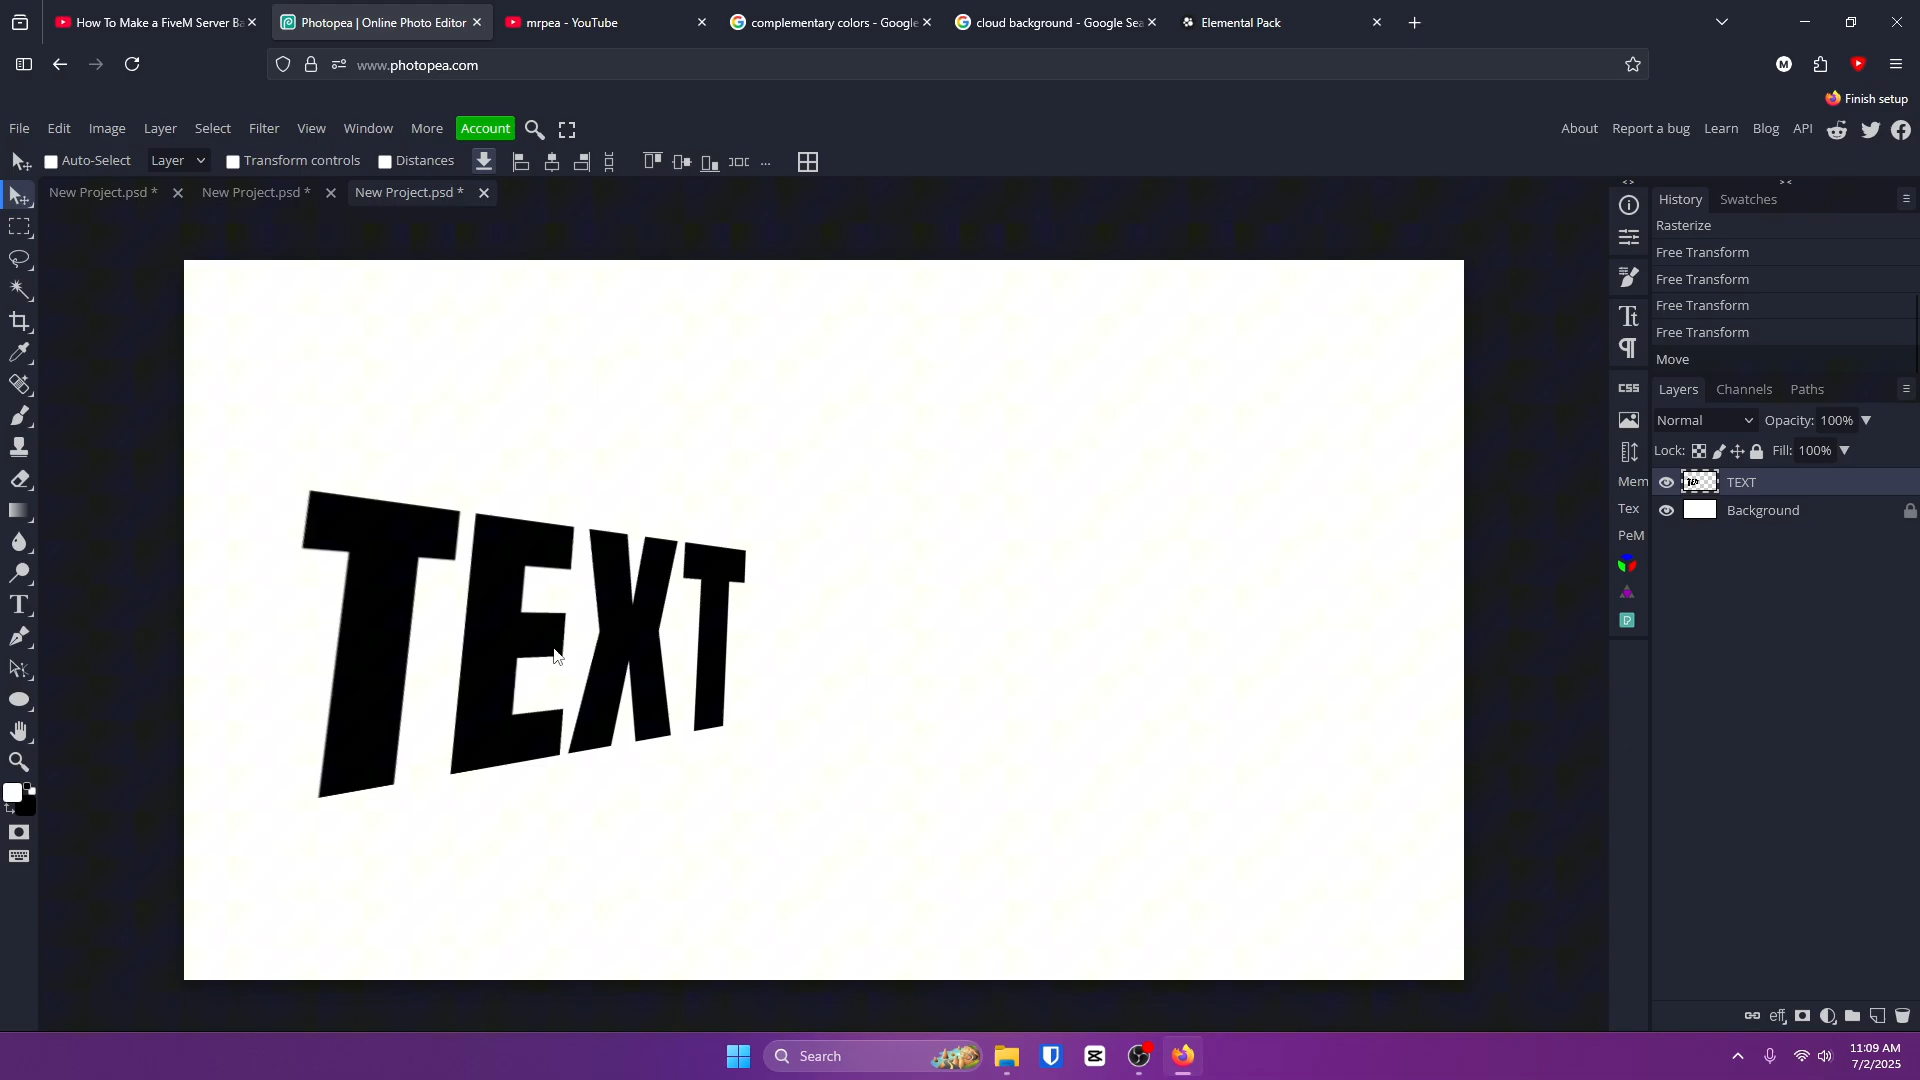 How To Make a FiveM Server Ba
Photopea | Online Photo Editor
mrpea - YouTube
complementary colors - Google
cloud background - Google Sea
Elemental Pack
www.photopea.com
M
Finish setup
File Edit Image Layer Select Filter View Window More Account
About Report a bug Learn Blog API
Auto-Select Layer Transform controls Distances ...
New Project.psd * New Project.psd * New Project.psd *
History Swatches
Rasterize
Free Transform
Free Transform
Free Transform
Free Transform
Move
CSS
Layers Channels Paths
Normal Opacity: 100%
Lock: Fill: 100%
Mem
TEXT
Tex
Background
PeM
TEXT
eff
Search
11:09 AM
7/2/2025